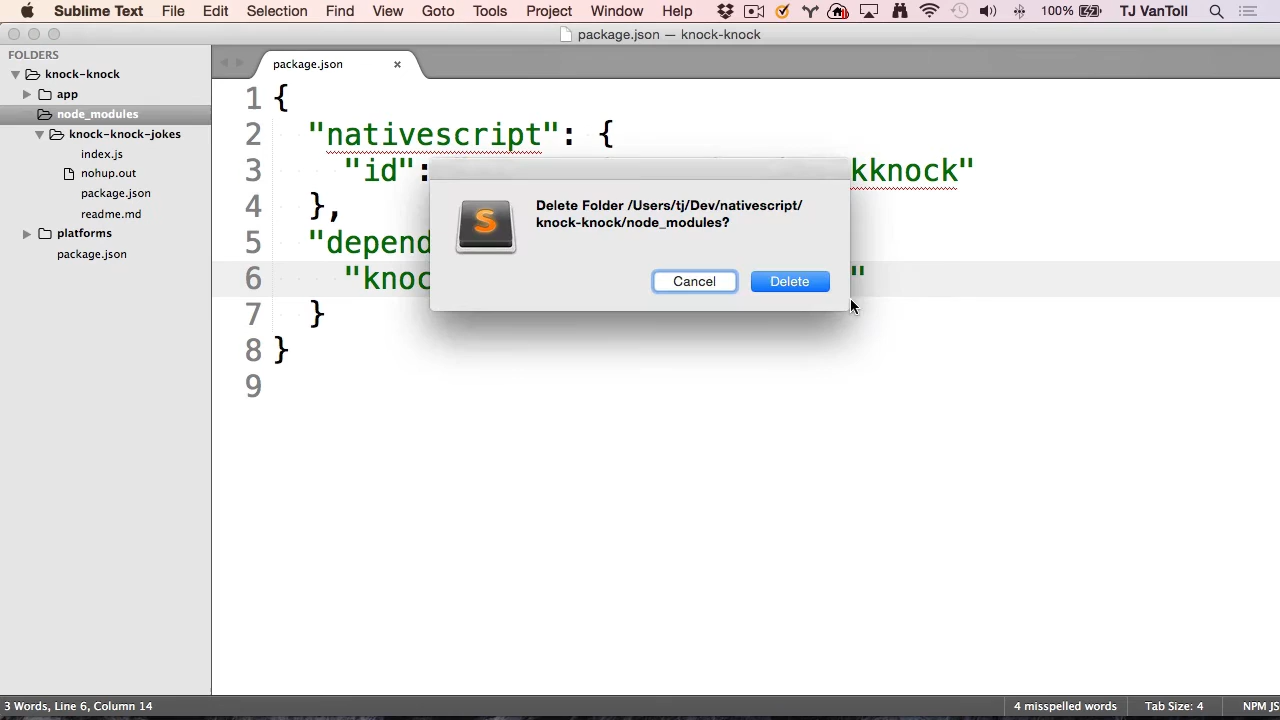 Sublime Text File Edit Selection Find View Goto Tools Project Window Help 100% TJ VanToll
package.json — knock-knock
FOLDERS
knock-knock
app
node_modules
knock-knock-jokes
index.js
nohup.out
package.json
readme.md
platforms
package.json
package.json ×
1 {
2 "nativescript": {
3 "id": kknock"
4 },
5 "depend
6 "knoc "
7 }
8 }
9
Delete Folder /Users/tj/Dev/nativescript/
knock-knock/node_modules?
Cancel Delete
3 Words, Line 6, Column 14 4 misspelled words Tab Size: 4 NPM JS